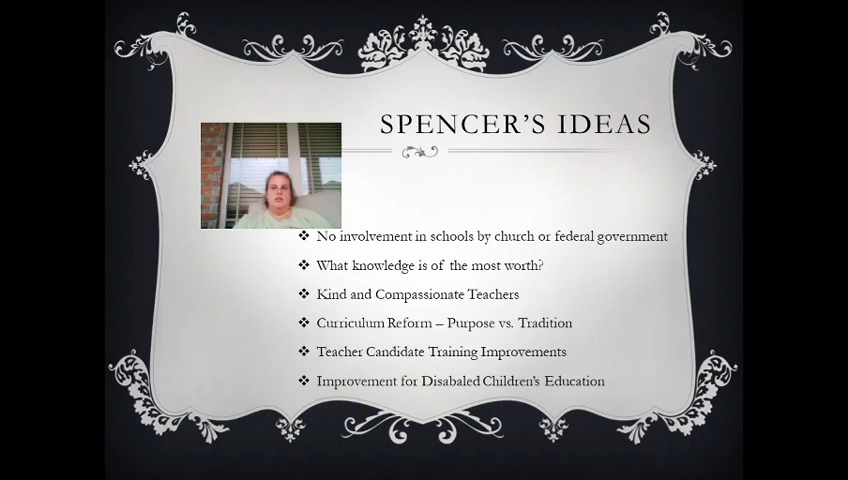 SPENCER'S IDEAS
No involvement in schools by church or federal government
What knowledge is of the most worth?
Kind and Compassionate Teachers
Curriculum Reform – Purpose vs. Tradition
Teacher Candidate Training Improvements
Improvement for Disabaled Children's Education